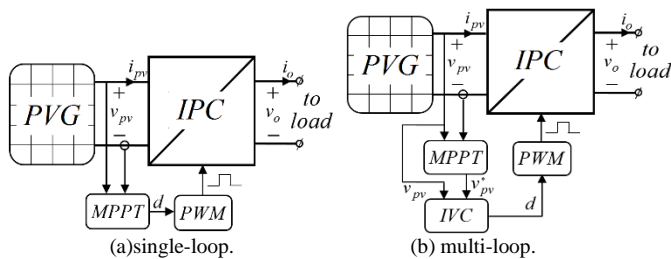 i_pv
PVG
+
v_pv
−
IPC
i_o
+
v_o
−
to
load
MPPT
d
PWM
(a)single-loop.
i_pv
PVG
+
v_pv
−
IPC
i_o
+
v_o
−
to
load
MPPT
PWM
v_pv
v*_pv
IVC
d
(b) multi-loop.